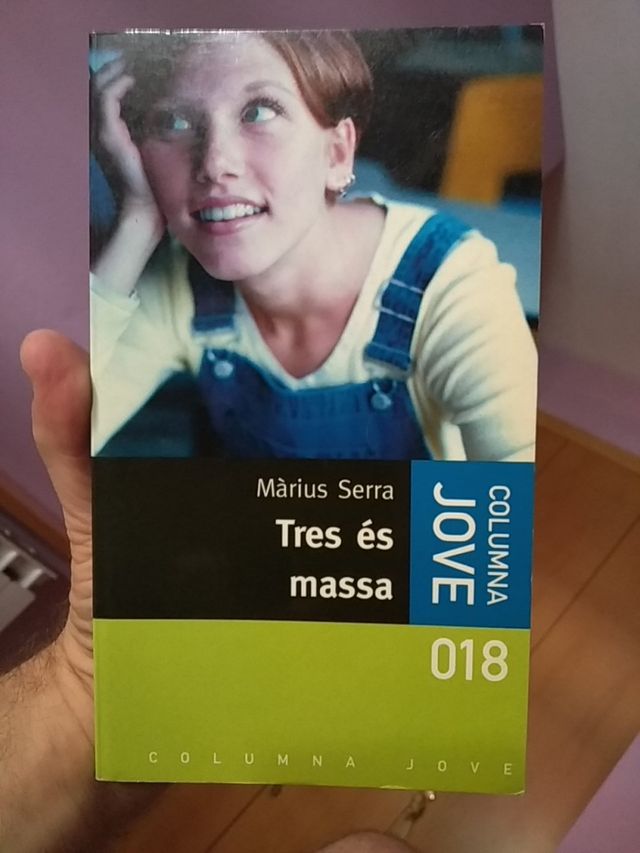 Màrius Serra
Tres és
massa
COLUMNA
JOVE
018
COLUMNA JOVE